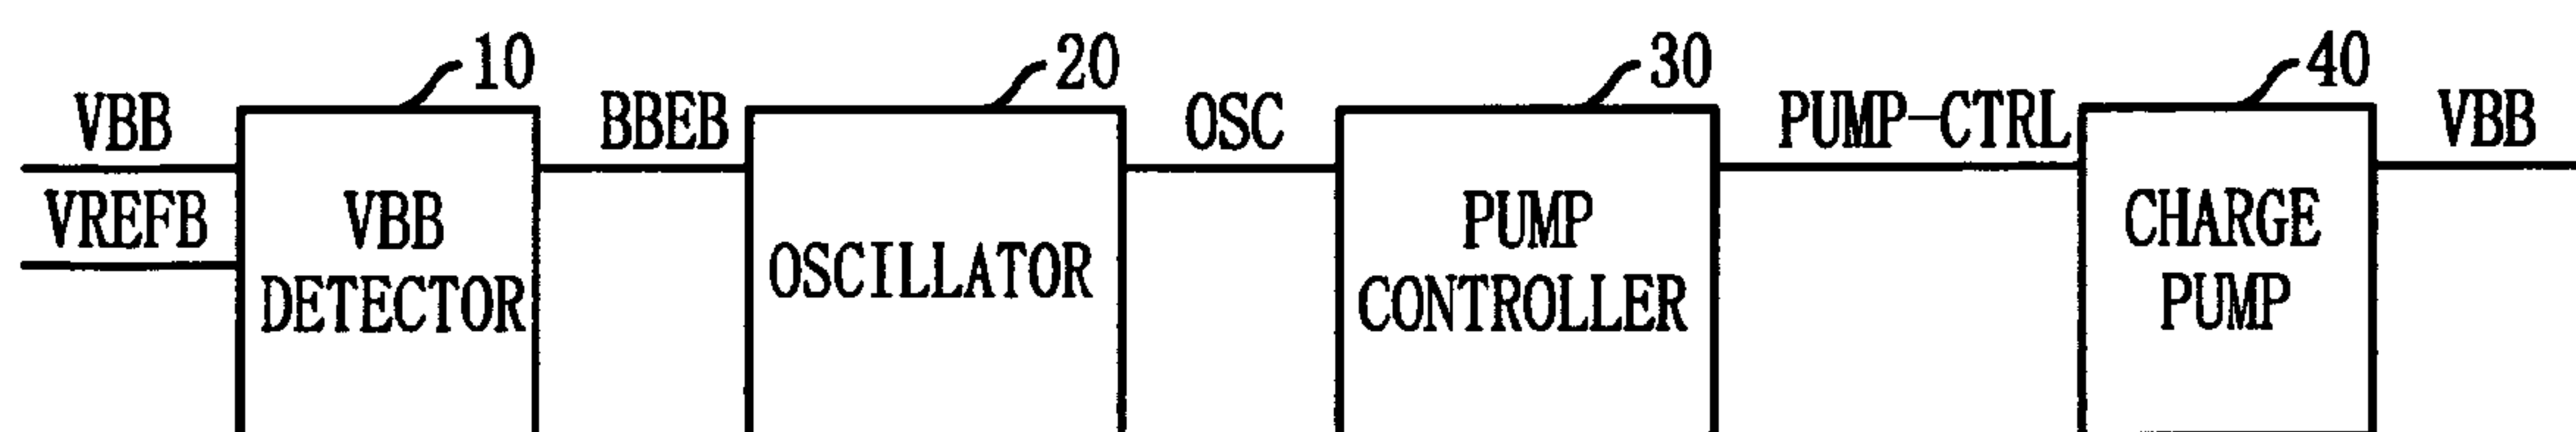 10
20
30
40
VBB
BBEB
OSC
PUMP-CTRL
VBB
VREFB
VBB
DETECTOR
OSCILLATOR
PUMP
CONTROLLER
CHARGE
PUMP